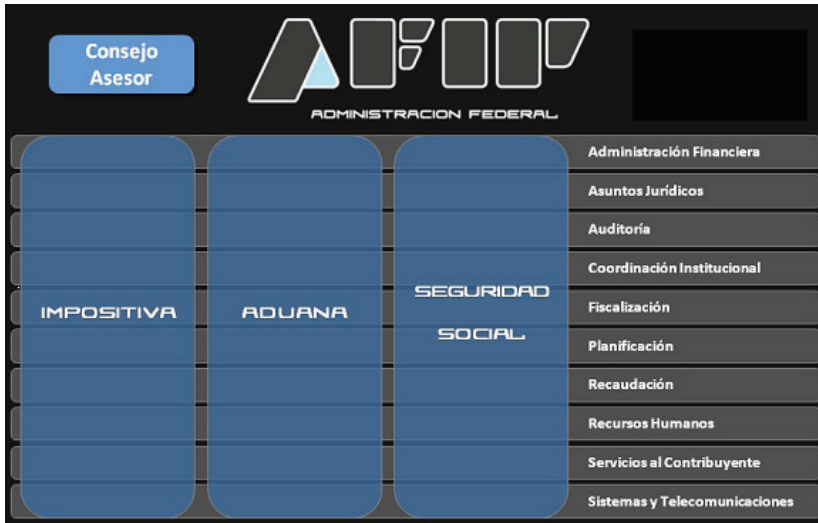 Consejo
Asesor
AFIP
ADMINISTRACION FEDERAL
IMPOSITIVA
ADUANA
SEGURIDAD
SOCIAL
Administración Financiera
Asuntos Jurídicos
Auditoría
Coordinación Institucional
Fiscalización
Planificación
Recaudación
Recursos Humanos
Servicios al Contribuyente
Sistemas y Telecomunicaciones